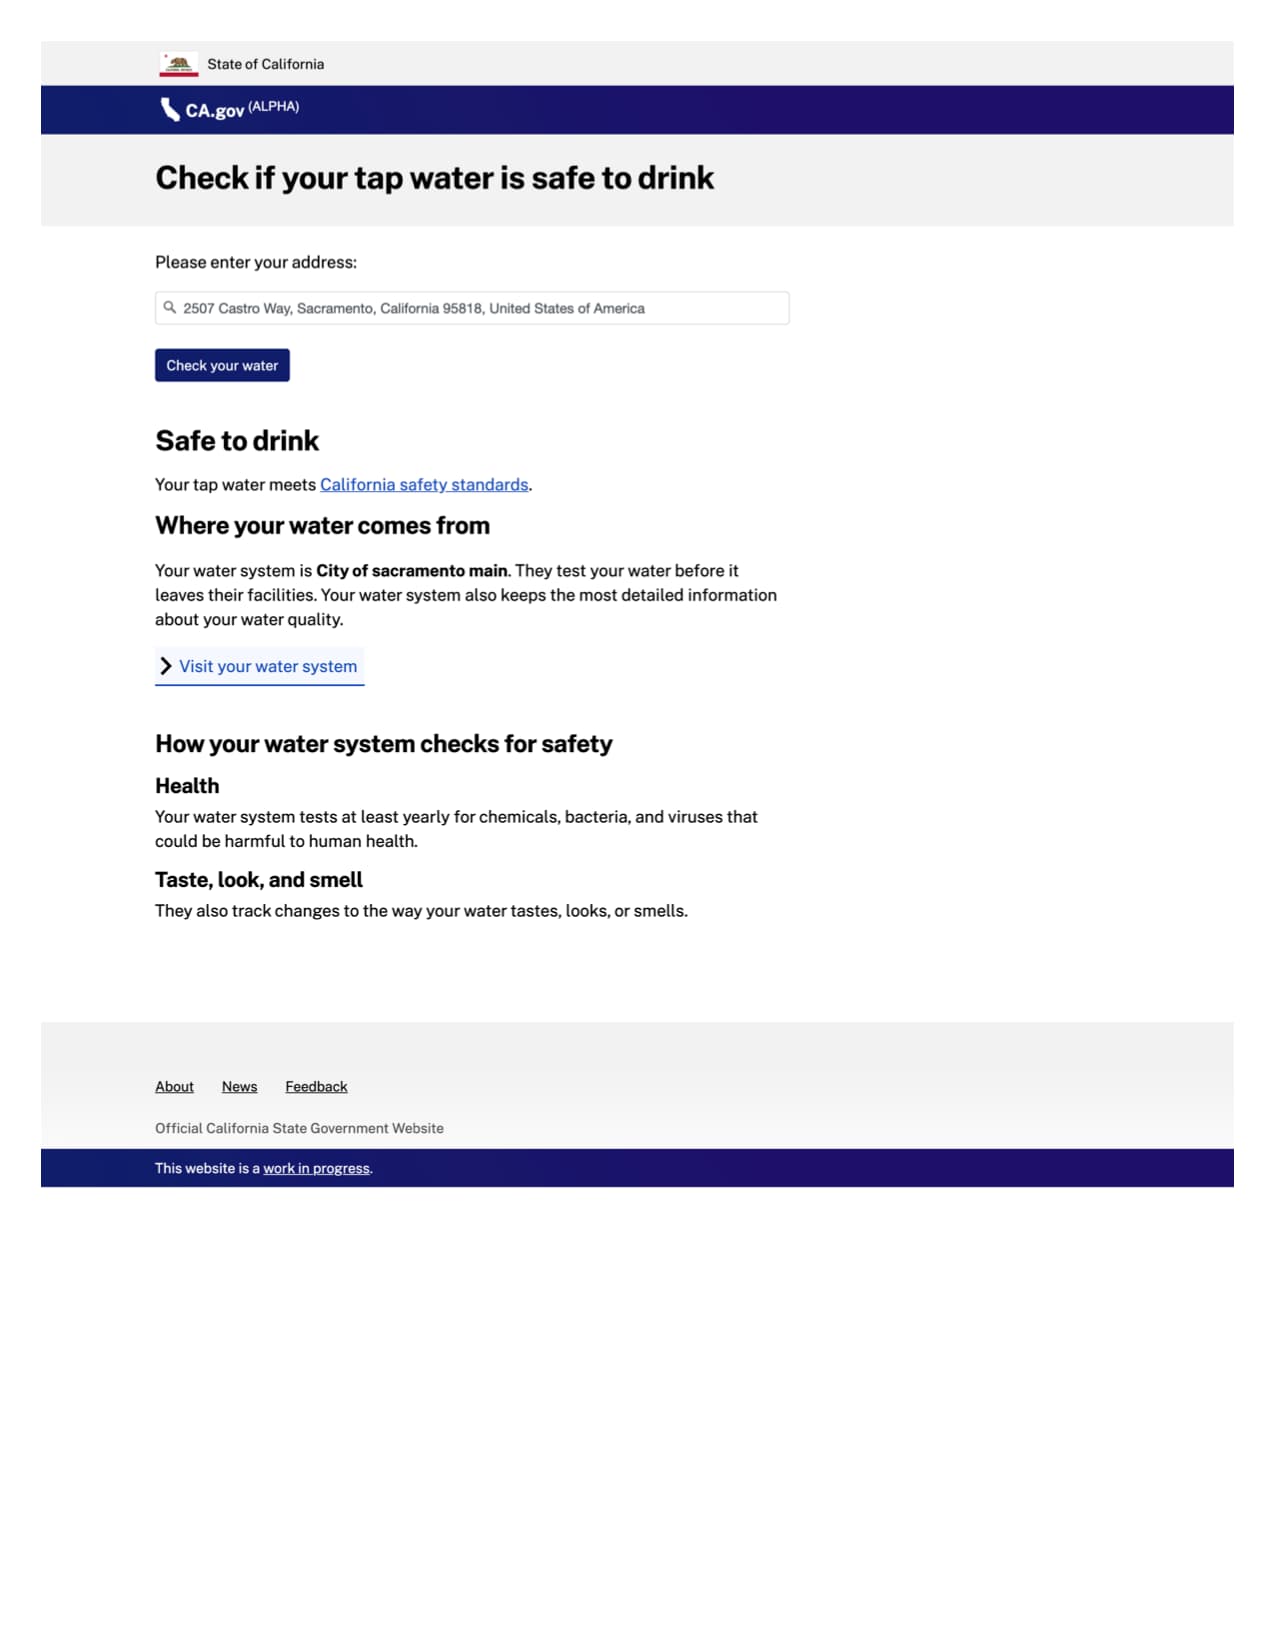 State of California
CA.gov (ALPHA)
Check if your tap water is safe to drink
Please enter your address:
2507 Castro Way, Sacramento, California 95818, United States of America
Check your water
Safe to drink
Your tap water meets California safety standards.
Where your water comes from
Your water system is City of sacramento main. They test your water before it
leaves their facilities. Your water system also keeps the most detailed information
about your water quality.
Visit your water system
How your water system checks for safety
Health
Your water system tests at least yearly for chemicals, bacteria, and viruses that
could be harmful to human health.
Taste, look, and smell
They also track changes to the way your water tastes, looks, or smells.
About News Feedback
Official California State Government Website
This website is a work in progress.